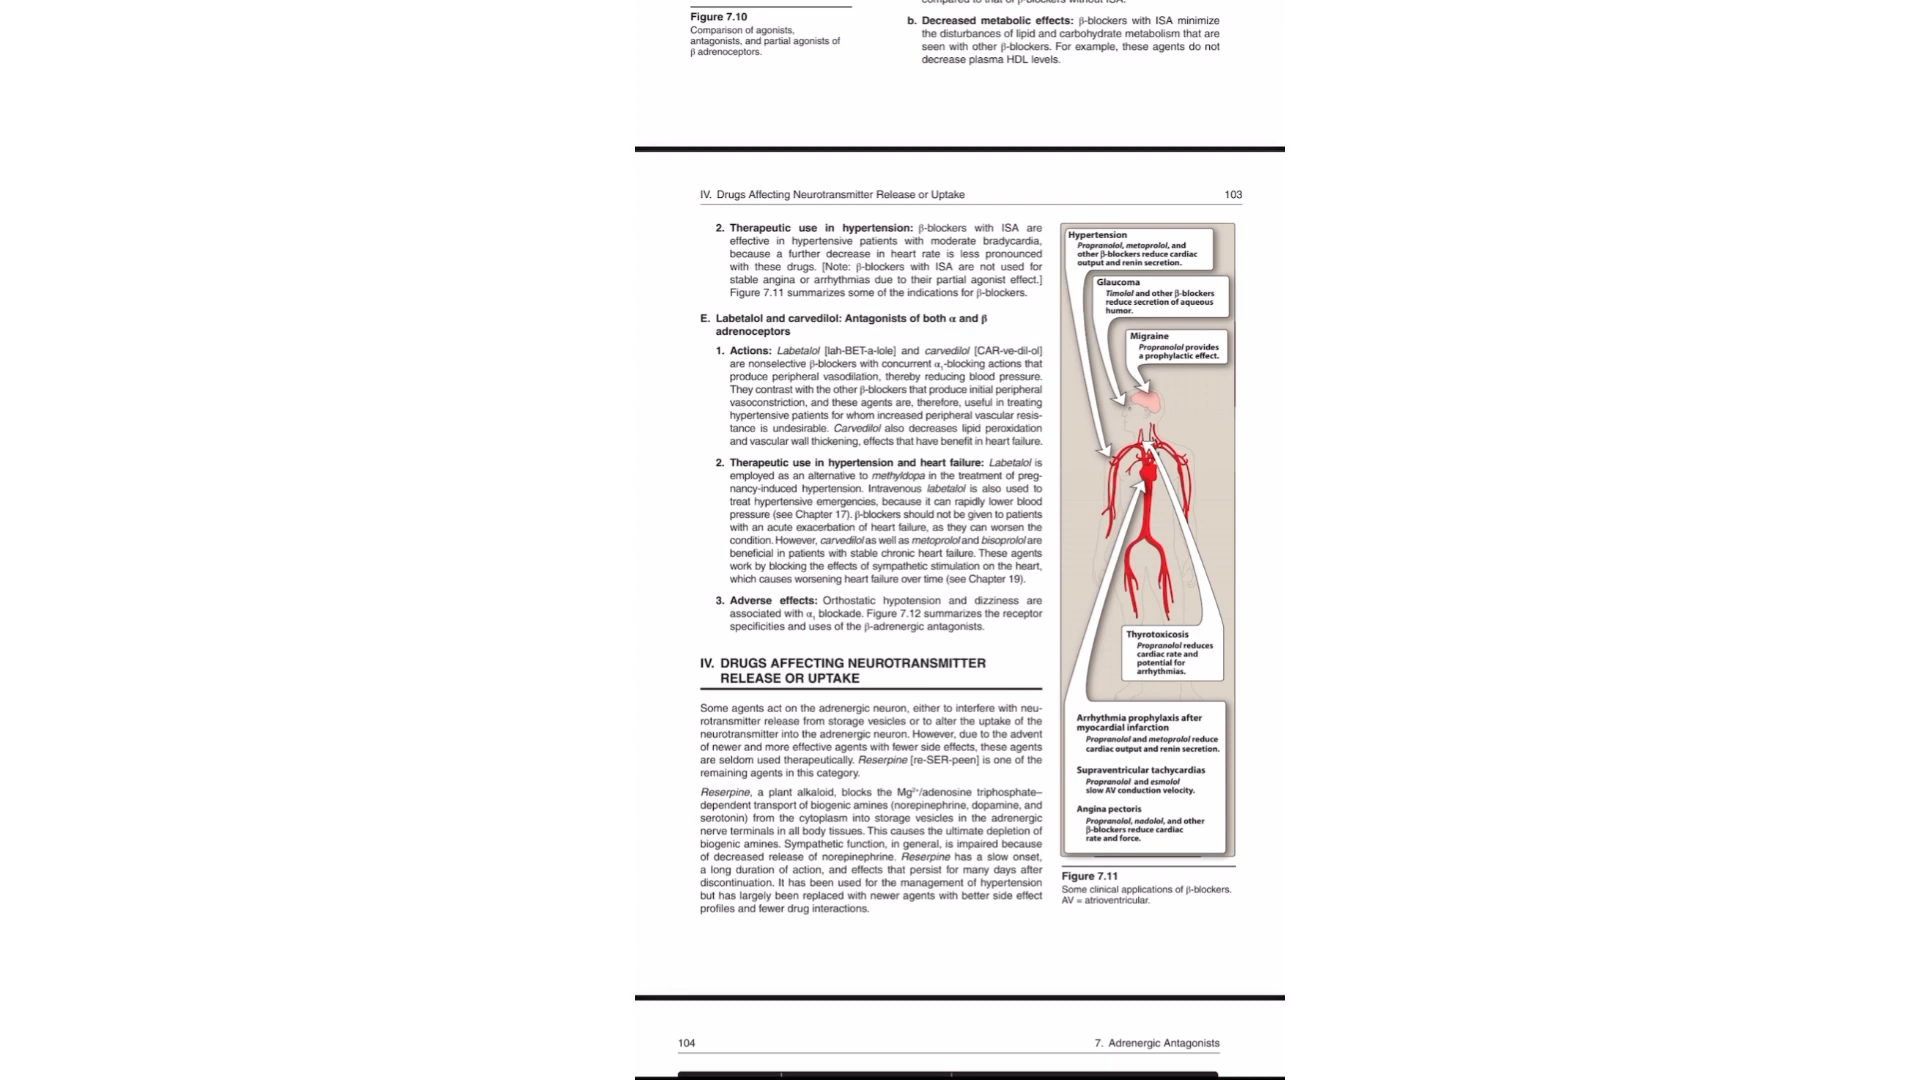 compared to that of β-blockers without ISA.
Figure 7.10
Comparison of agonists,
antagonists, and partial agonists of
β adrenoceptors.
b. Decreased metabolic effects: β-blockers with ISA minimize
the disturbances of lipid and carbohydrate metabolism that are
seen with other β-blockers. For example, these agents do not
decrease plasma HDL levels.
IV. Drugs Affecting Neurotransmitter Release or Uptake
103
2. Therapeutic use in hypertension: β-blockers with ISA are
effective in hypertensive patients with moderate bradycardia,
because a further decrease in heart rate is less pronounced
with these drugs. [Note: β-blockers with ISA are not used for
stable angina or arrhythmias due to their partial agonist effect.]
Figure 7.11 summarizes some of the indications for β-blockers.
E. Labetalol and carvedilol: Antagonists of both α and β
adrenoceptors
1. Actions: Labetalol [lah-BET-a-lole] and carvedilol [CAR-ve-dil-ol]
are nonselective β-blockers with concurrent α₁-blocking actions that
produce peripheral vasodilation, thereby reducing blood pressure.
They contrast with the other β-blockers that produce initial peripheral
vasoconstriction, and these agents are, therefore, useful in treating
hypertensive patients for whom increased peripheral vascular resis-
tance is undesirable. Carvedilol also decreases lipid peroxidation
and vascular wall thickening, effects that have benefit in heart failure.
2. Therapeutic use in hypertension and heart failure: Labetalol is
employed as an alternative to methyldopa in the treatment of preg-
nancy-induced hypertension. Intravenous labetalol is also used to
treat hypertensive emergencies, because it can rapidly lower blood
pressure (see Chapter 17). β-blockers should not be given to patients
with an acute exacerbation of heart failure, as they can worsen the
condition. However, carvedilol as well as metoprolol and bisoprolol are
beneficial in patients with stable chronic heart failure. These agents
work by blocking the effects of sympathetic stimulation on the heart,
which causes worsening heart failure over time (see Chapter 19).
3. Adverse effects: Orthostatic hypotension and dizziness are
associated with α₁ blockade. Figure 7.12 summarizes the receptor
specificities and uses of the β-adrenergic antagonists.
IV. DRUGS AFFECTING NEUROTRANSMITTER
RELEASE OR UPTAKE
Some agents act on the adrenergic neuron, either to interfere with neu-
rotransmitter release from storage vesicles or to alter the uptake of the
neurotransmitter into the adrenergic neuron. However, due to the advent
of newer and more effective agents with fewer side effects, these agents
are seldom used therapeutically. Reserpine [re-SER-peen] is one of the
remaining agents in this category.
Reserpine, a plant alkaloid, blocks the Mg²⁺/adenosine triphosphate–
dependent transport of biogenic amines (norepinephrine, dopamine, and
serotonin) from the cytoplasm into storage vesicles in the adrenergic
nerve terminals in all body tissues. This causes the ultimate depletion of
biogenic amines. Sympathetic function, in general, is impaired because
of decreased release of norepinephrine. Reserpine has a slow onset,
a long duration of action, and effects that persist for many days after
discontinuation. It has been used for the management of hypertension
but has largely been replaced with newer agents with better side effect
profiles and fewer drug interactions.
Hypertension
Propranolol, metoprolol, and
other β-blockers reduce cardiac
output and renin secretion.
Glaucoma
Timolol and other β-blockers
reduce secretion of aqueous
humor.
Migraine
Propranolol provides
a prophylactic effect.
Thyrotoxicosis
Propranolol reduces
cardiac rate and
potential for
arrhythmias.
Arrhythmia prophylaxis after
myocardial infarction
Propranolol and metoprolol reduce
cardiac output and renin secretion.
Supraventricular tachycardias
Propranolol and esmolol
slow AV conduction velocity.
Angina pectoris
Propranolol, nadolol, and other
β-blockers reduce cardiac
rate and force.
Figure 7.11
Some clinical applications of β-blockers.
AV = atrioventricular.
104
7. Adrenergic Antagonists